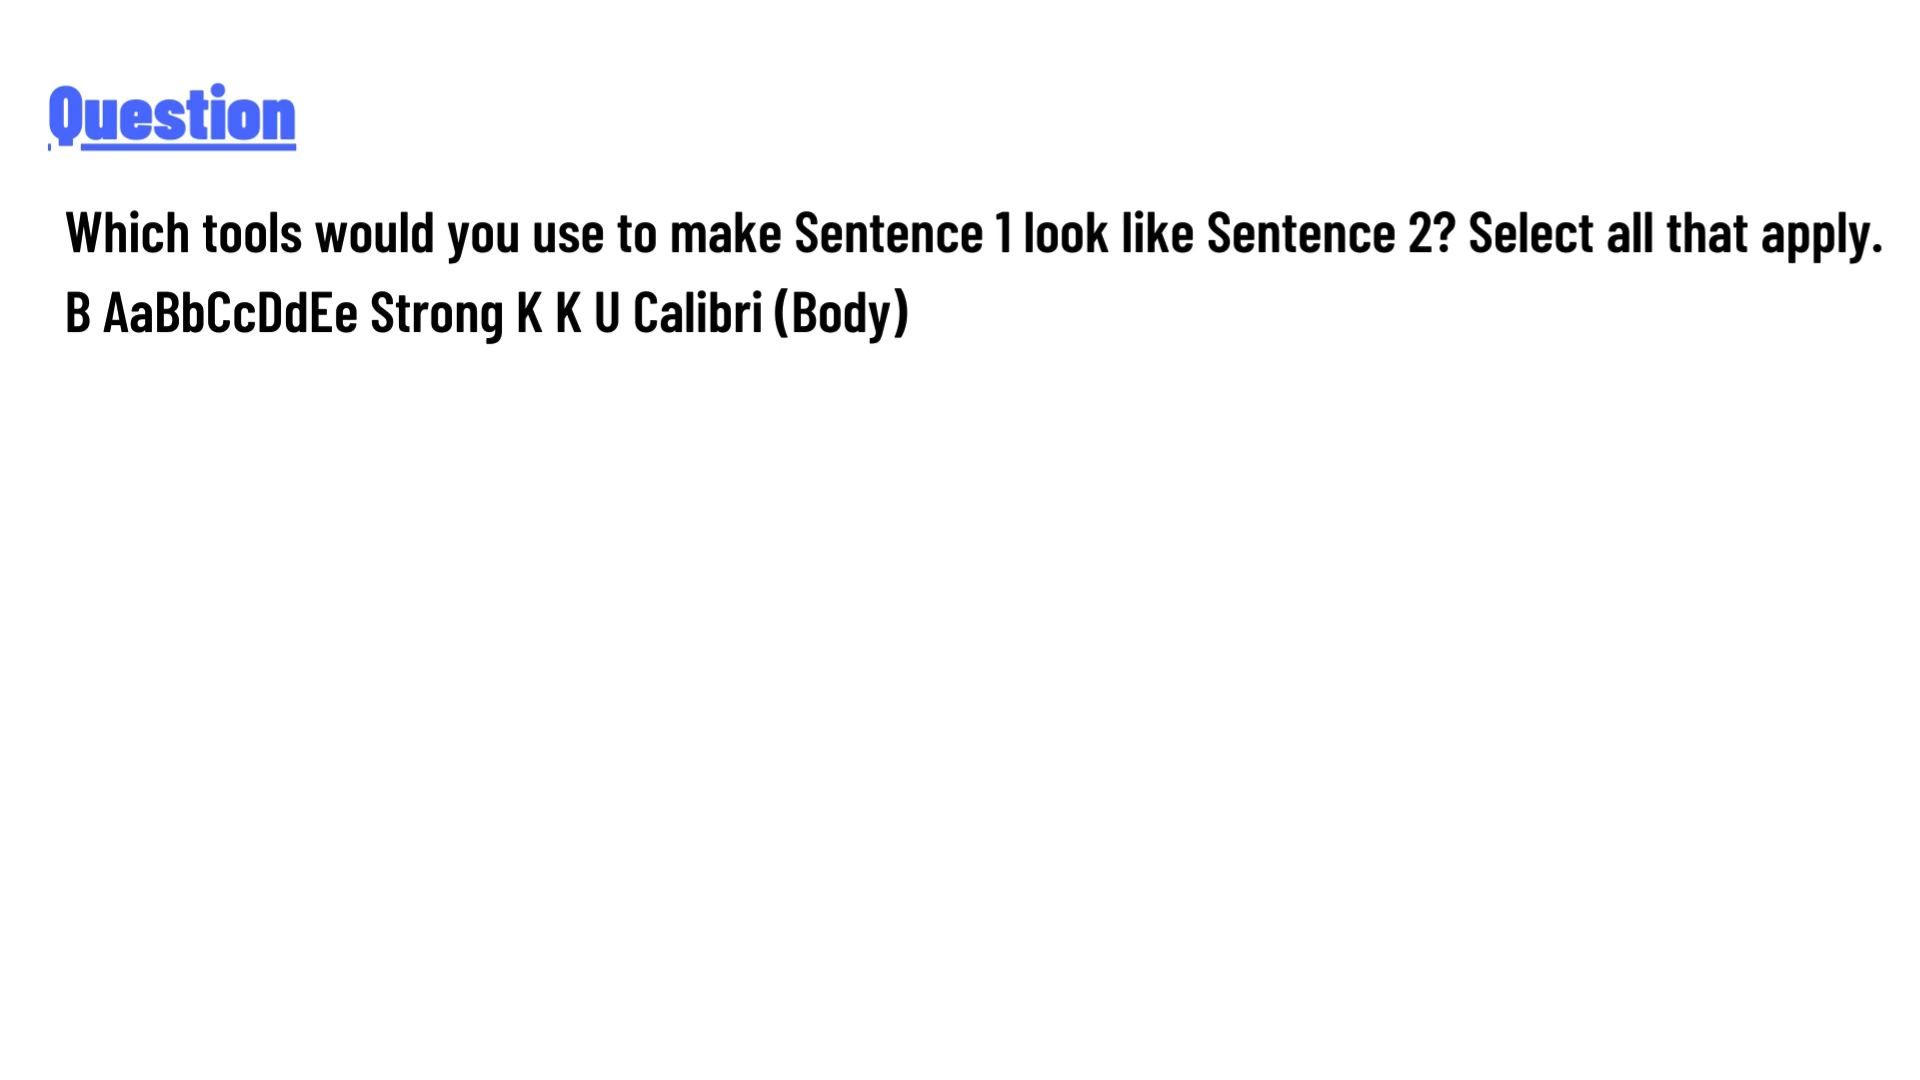 Question
Which tools would you use to make Sentence 1 look like Sentence 2? Select all that apply.
B AaBbCcDdEe Strong K K U Calibri (Body)